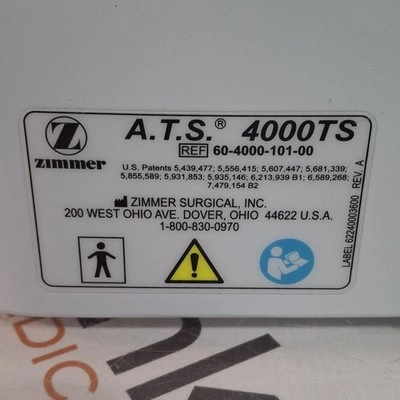 Z
zimmer
A.T.S.® 4000TS
REF 60-4000-101-00
U.S. Patents 5,439,477; 5,556,415; 5,607,447; 5,681,339;
5,855,589; 5,931,853; 5,935,146; 6,213,939 B1; 6,589,268;
7,479,154 B2
ZIMMER SURGICAL, INC.
200 WEST OHIO AVE. DOVER, OHIO 44622 U.S.A.
1-800-830-0970
LABEL 62240003600 REV. A